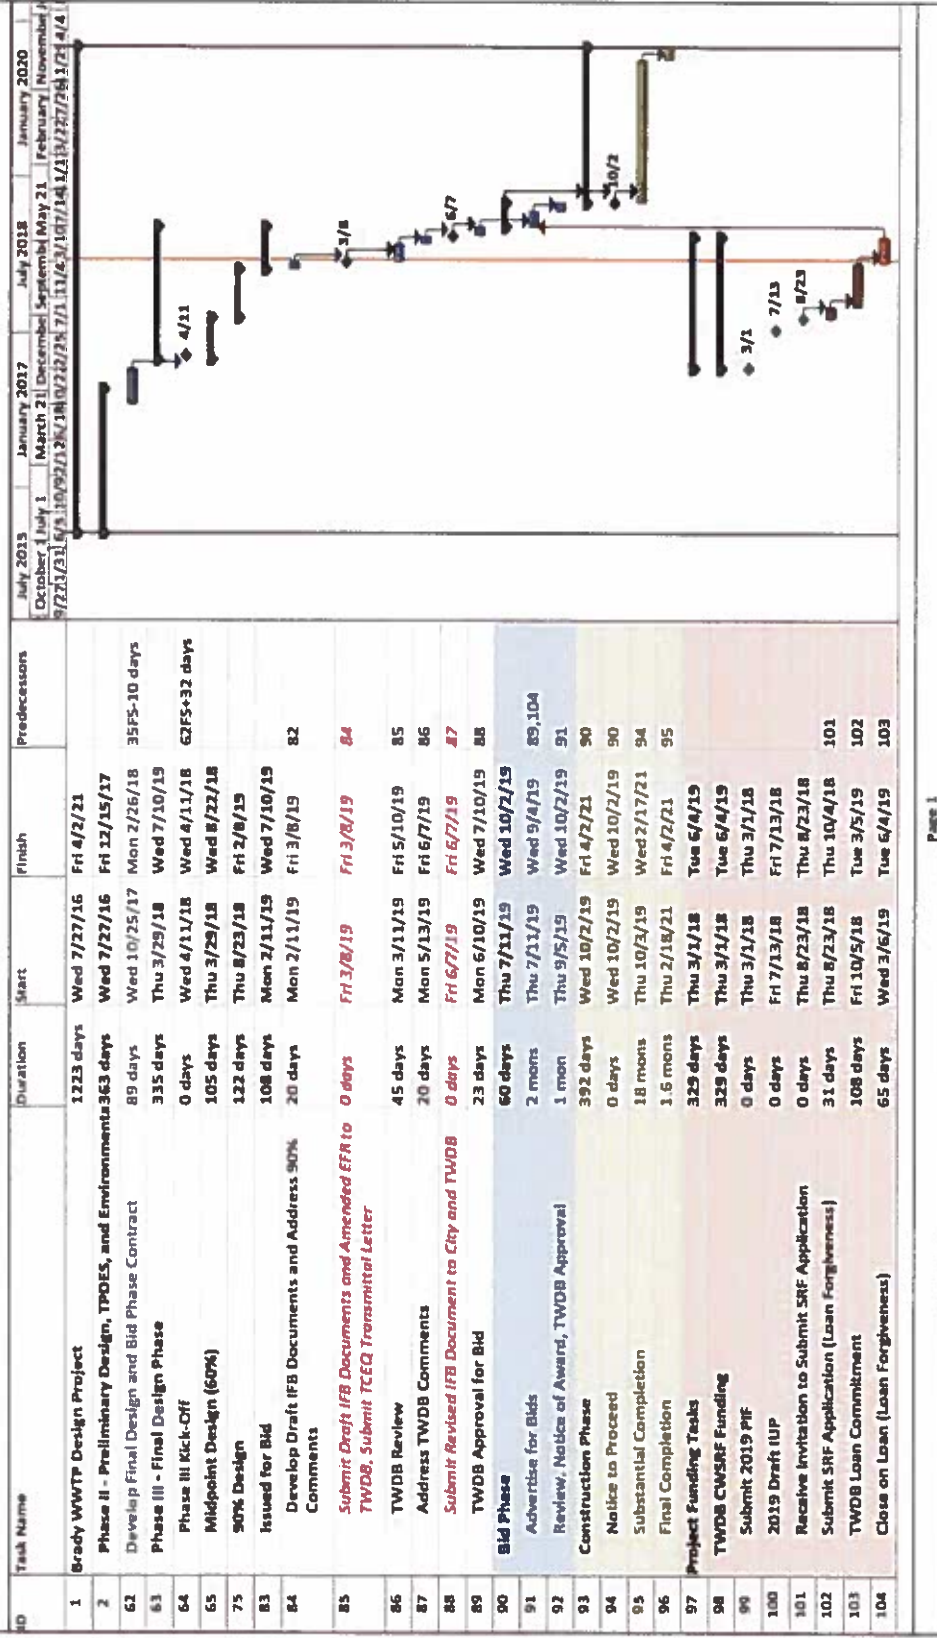 ID Task Name Duration Start Finish Predecessors
1 Brady WWTP Design Project 1223 days Wed 7/27/16 Fri 4/2/21
2 Phase II - Preliminary Design, TPDES, and Environmenta 363 days Wed 7/27/16 Fri 12/15/17
62 Develop Final Design and Bid Phase Contract 89 days Wed 10/25/17 Mon 2/26/18 35FS-10 days
63 Phase III - Final Design Phase 335 days Thu 3/29/18 Wed 7/10/19
64 Phase III Kick-Off 0 days Wed 4/11/18 Wed 4/11/18 62FS+32 days
65 Midpoint Design (60%) 105 days Thu 3/29/18 Wed 8/22/18
75 90% Design 122 days Thu 8/23/18 Fri 2/8/19
83 Issued for Bid 108 days Mon 2/11/19 Wed 7/10/19
84 Develop Draft IFB Documents and Address 90% 20 days Mon 2/11/19 Fri 3/8/19 82
Comments
85 Submit Draft IFB Documents and Amended EFR to 0 days Fri 3/8/19 Fri 3/8/19 84
TWDB, Submit TCEQ Transmittal Letter
86 TWDB Review 45 days Mon 3/11/19 Fri 5/10/19 85
87 Address TWDB Comments 20 days Mon 5/13/19 Fri 6/7/19 86
88 Submit Revised IFB Document to City and TWDB 0 days Fri 6/7/19 Fri 6/7/19 87
89 TWDB Approval for Bid 23 days Mon 6/10/19 Wed 7/10/19 88
90 Bid Phase 60 days Thu 7/11/19 Wed 10/2/19
91 Advertise for Bids 2 mons Thu 7/11/19 Wed 9/4/19 89,104
92 Review, Notice of Award, TWDB Approval 1 mon Thu 9/5/19 Wed 10/2/19 91
93 Construction Phase 392 days Wed 10/2/19 Fri 4/2/21 90
94 Notice to Proceed 0 days Wed 10/2/19 Wed 10/2/19 90
95 Substantial Completion 18 mons Thu 10/3/19 Wed 2/17/21 94
96 Final Completion 1.6 mons Thu 2/18/21 Fri 4/2/21 95
97 Project Funding Tasks 329 days Thu 3/1/18 Tue 6/4/19
98 TWDB CWSRF Funding 329 days Thu 3/1/18 Tue 6/4/19
99 Submit 2019 PIF 0 days Thu 3/1/18 Thu 3/1/18
100 2019 Draft IUP 0 days Fri 7/13/18 Fri 7/13/18
101 Receive Invitation to Submit SRF Application 0 days Thu 8/23/18 Thu 8/23/18
102 Submit SRF Application (Loan Forgiveness) 31 days Thu 8/23/18 Thu 10/4/18 101
103 TWDB Loan Commitment 108 days Fri 10/5/18 Tue 3/5/19 102
104 Close on Loan (Loan Forgiveness) 65 days Wed 3/6/19 Tue 6/4/19 103
July 2015 January 2017 July 2018 January 2020
October 1 July 1 March 21 Decembe Septembe May 21 February Novembe
4/11
3/8
6/7
10/2
3/1
7/13
8/23
Page 1